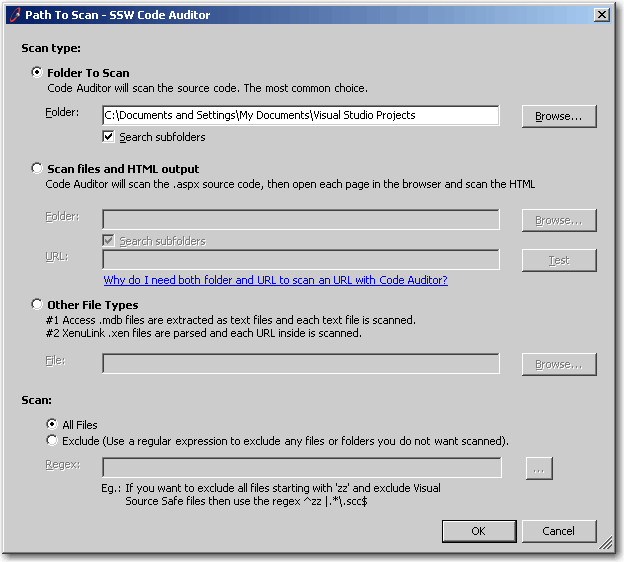 Path To Scan - SSW Code Auditor
Scan type:
Folder To Scan
Code Auditor will scan the source code. The most common choice.
Folder: C:\Documents and Settings\My Documents\Visual Studio Projects Browse...
Search subfolders
Scan files and HTML output
Code Auditor will scan the .aspx source code, then open each page in the browser and scan the HTML
Folder: Browse...
Search subfolders
URL: Test
Why do I need both folder and URL to scan an URL with Code Auditor?
Other File Types
#1 Access .mdb files are extracted as text files and each text file is scanned.
#2 XenuLink .xen files are parsed and each URL inside is scanned.
File: Browse...
Scan:
All Files
Exclude (Use a regular expression to exclude any files or folders you do not want scanned).
Regex: ...
Eg.: If you want to exclude all files starting with 'zz' and exclude Visual
Source Safe files then use the regex ^zz |.*\.scc$
OK Cancel